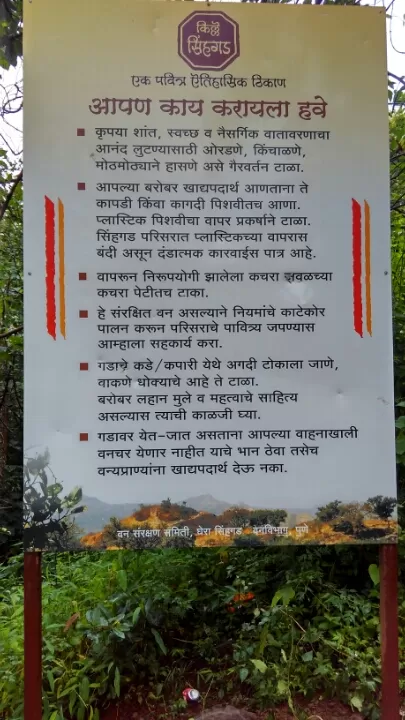 किल्ले
सिंहगड
एक पवित्र ऐतिहासिक ठिकाण
आपण काय करायला हवे
कृपया शांत, स्वच्छ व नैसर्गिक वातावरणाचा
आनंद लुटण्यासाठी ओरडणे, किंचाळणे,
मोठमोठ्याने हासणे असे गैरवर्तन टाळा.
आपल्या बरोबर खाद्यपदार्थ आणताना ते
कापडी किंवा कागदी पिशवीतच आणा.
प्लास्टिक पिशवीचा वापर प्रकर्षाने टाळा.
सिंहगड परिसरात प्लास्टिकच्या वापरास
बंदी असून दंडात्मक कारवाईस पात्र आहे.
वापरून निरूपयोगी झालेला कचरा जवळच्या
कचरा पेटीतच टाका.
हे संरक्षित वन असल्याने नियमांचे काटेकोर
पालन करून परिसराचे पावित्र्य जपण्यास
आम्हाला सहकार्य करा.
गडाचे कडे/कपारी येथे अगदी टोकाला जाणे,
वाकणे धोक्याचे आहे ते टाळा.
बरोबर लहान मुले व महत्वाचे साहित्य
असल्यास त्याची काळजी घ्या.
गडावर येत-जात असताना आपल्या वाहनाखाली
वनचर येणार नाहीत याचे भान ठेवा तसेच
वन्यप्राण्यांना खाद्यपदार्थ देऊ नका.
वन संरक्षण समिती, घेरा सिंहगड - वनविभाग, पुणे